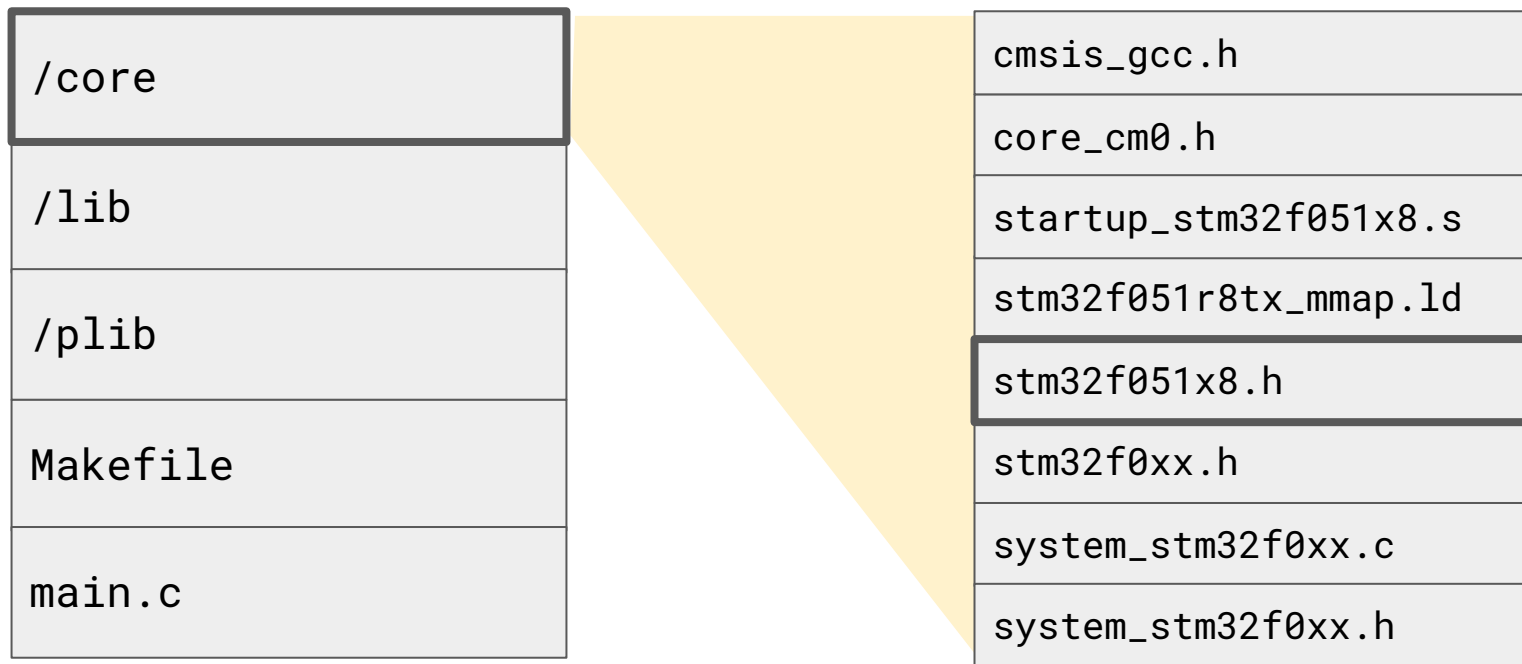 /core
/lib
/plib
Makefile
main.c
cmsis_gcc.h
core_cm0.h
startup_stm32f051x8.s
stm32f051r8tx_mmap.ld
stm32f051x8.h
stm32f0xx.h
system_stm32f0xx.c
system_stm32f0xx.h